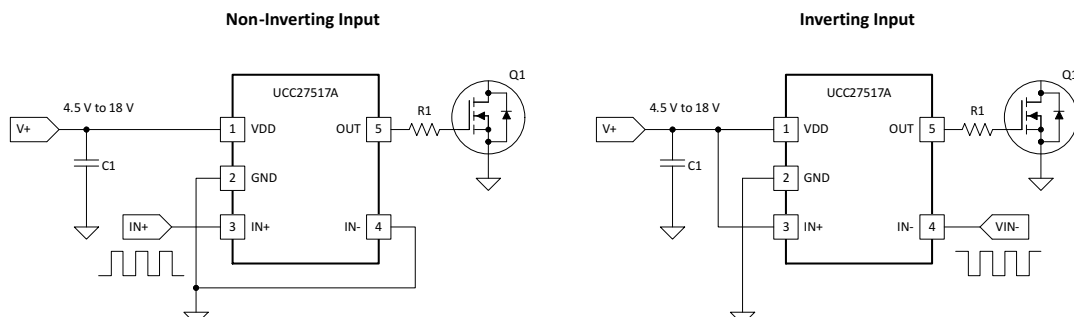 Non-Inverting Input
Q1
UCC27517A
4.5 V to 18 V
R1
V+
1 VDD
OUT 5
C1
2 GND
IN+
3 IN+
IN- 4
Inverting Input
Q1
UCC27517A
4.5 V to 18 V
R1
V+
1 VDD
OUT 5
C1
2 GND
3 IN+
IN- 4
VIN-